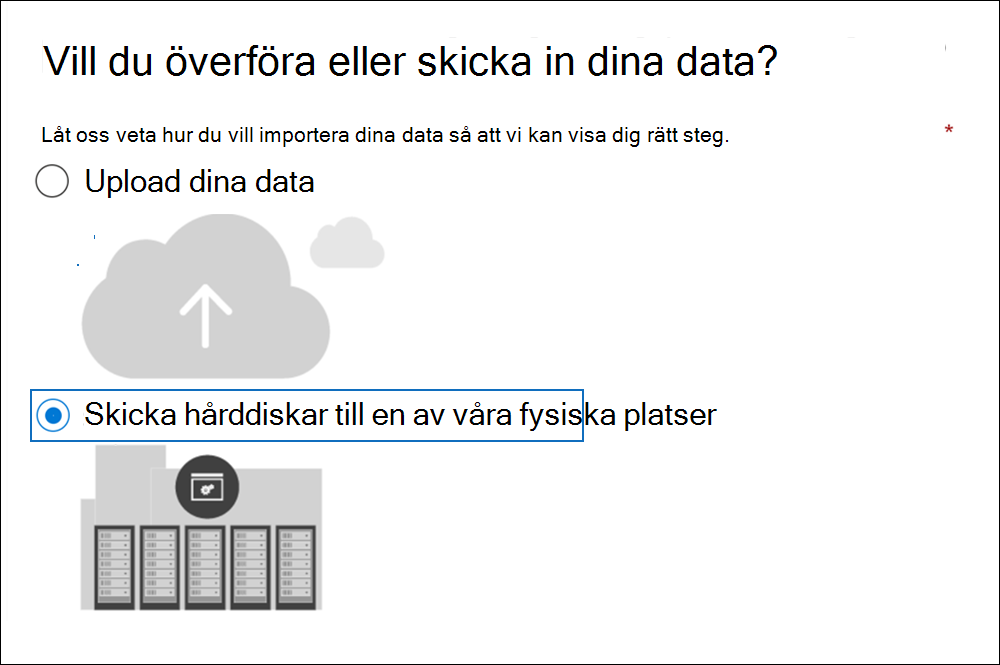 Vill du överföra eller skicka in dina data?
Låt oss veta hur du vill importera dina data så att vi kan visa dig rätt steg. *
Upload dina data
Skicka hårddiskar till en av våra fysiska platser